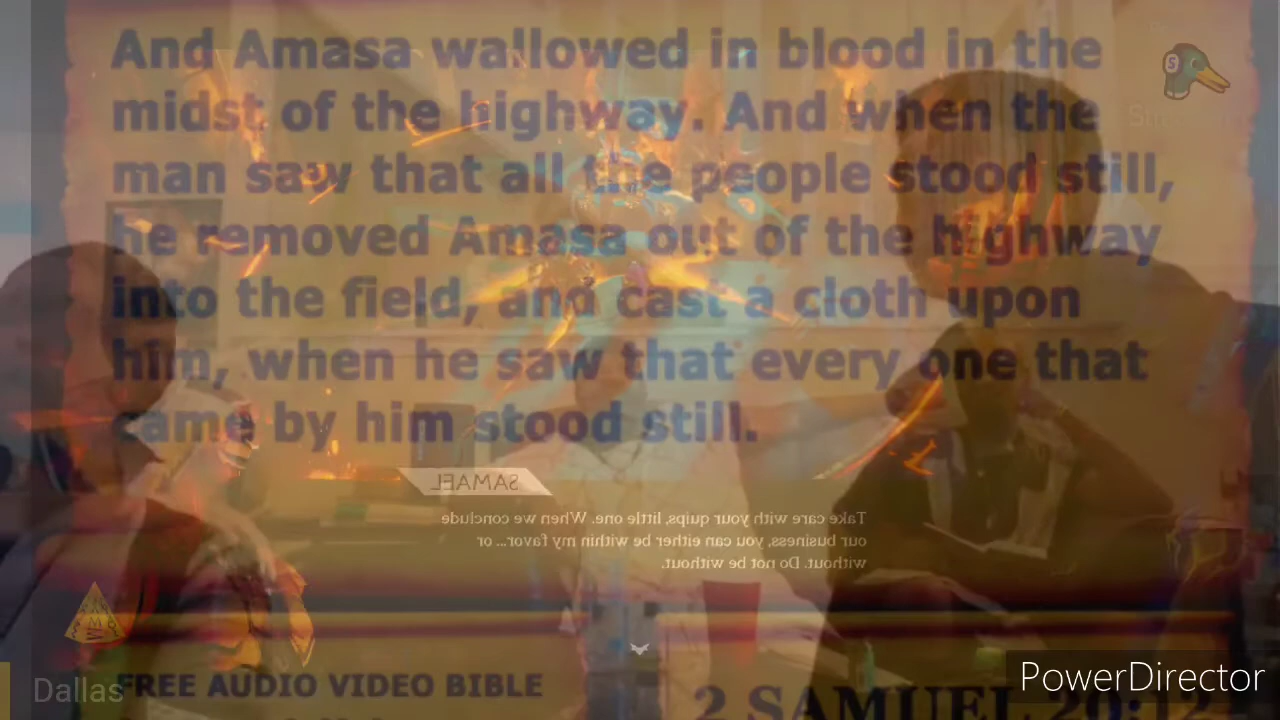 And Amasa wallowed in blood in the
midst of the highway. And when the
man saw that all the people stood still,
he removed Amasa out of the highway
into the field, and cast a cloth upon
him, when he saw that every one that
came by him stood still.
S
SAMAEL
Take care with your quips, little one. When we conclude
our business, you can either be within my favor... or
without. Do not be without.
Dallas
FREE AUDIO VIDEO BIBLE
2 SAMUEL 20:12
PowerDirector